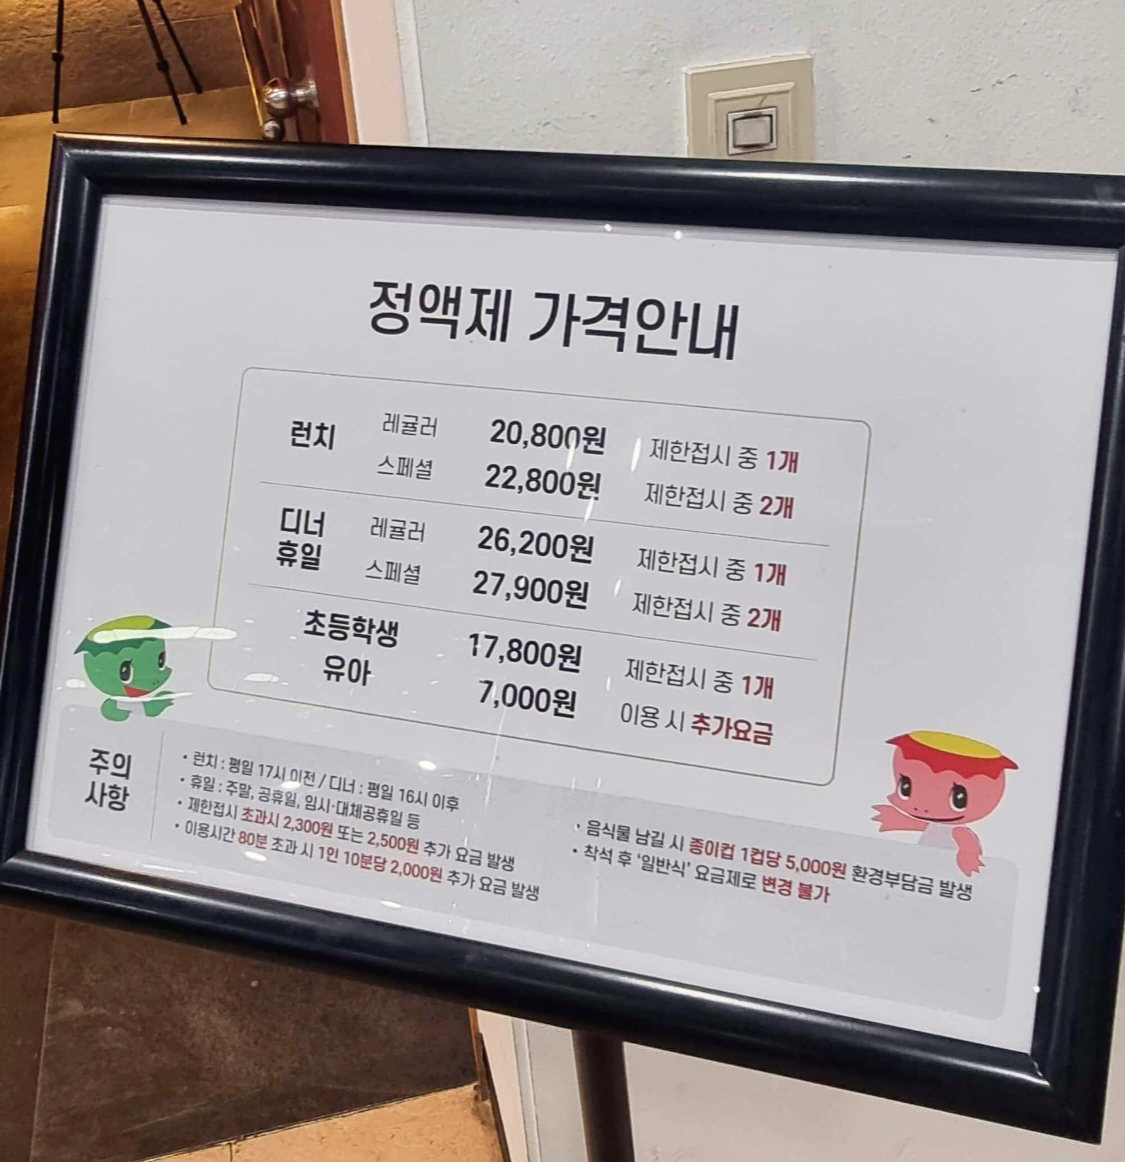 정액제 가격안내
런치 레귤러 20,800원 제한접시 중 1개
스페셜 22,800원 제한접시 중 2개
디너 휴일 레귤러 26,200원 제한접시 중 1개
스페셜 27,900원 제한접시 중 2개
초등학생 17,800원 제한접시 중 1개
유아 7,000원 이용 시 추가요금
주의
사항
• 런치 : 평일 17시 이전 / 디너 : 평일 16시 이후
• 휴일 : 주말, 공휴일, 임시·대체공휴일 등
• 제한접시 초과시 2,300원 또는 2,500원 추가 요금 발생
• 이용시간 80분 초과 시 1인 10분당 2,000원 추가 요금 발생
• 음식물 남길 시 종이컵 1컵당 5,000원 환경부담금 발생
• 착석 후 '일반식' 요금제로 변경 불가